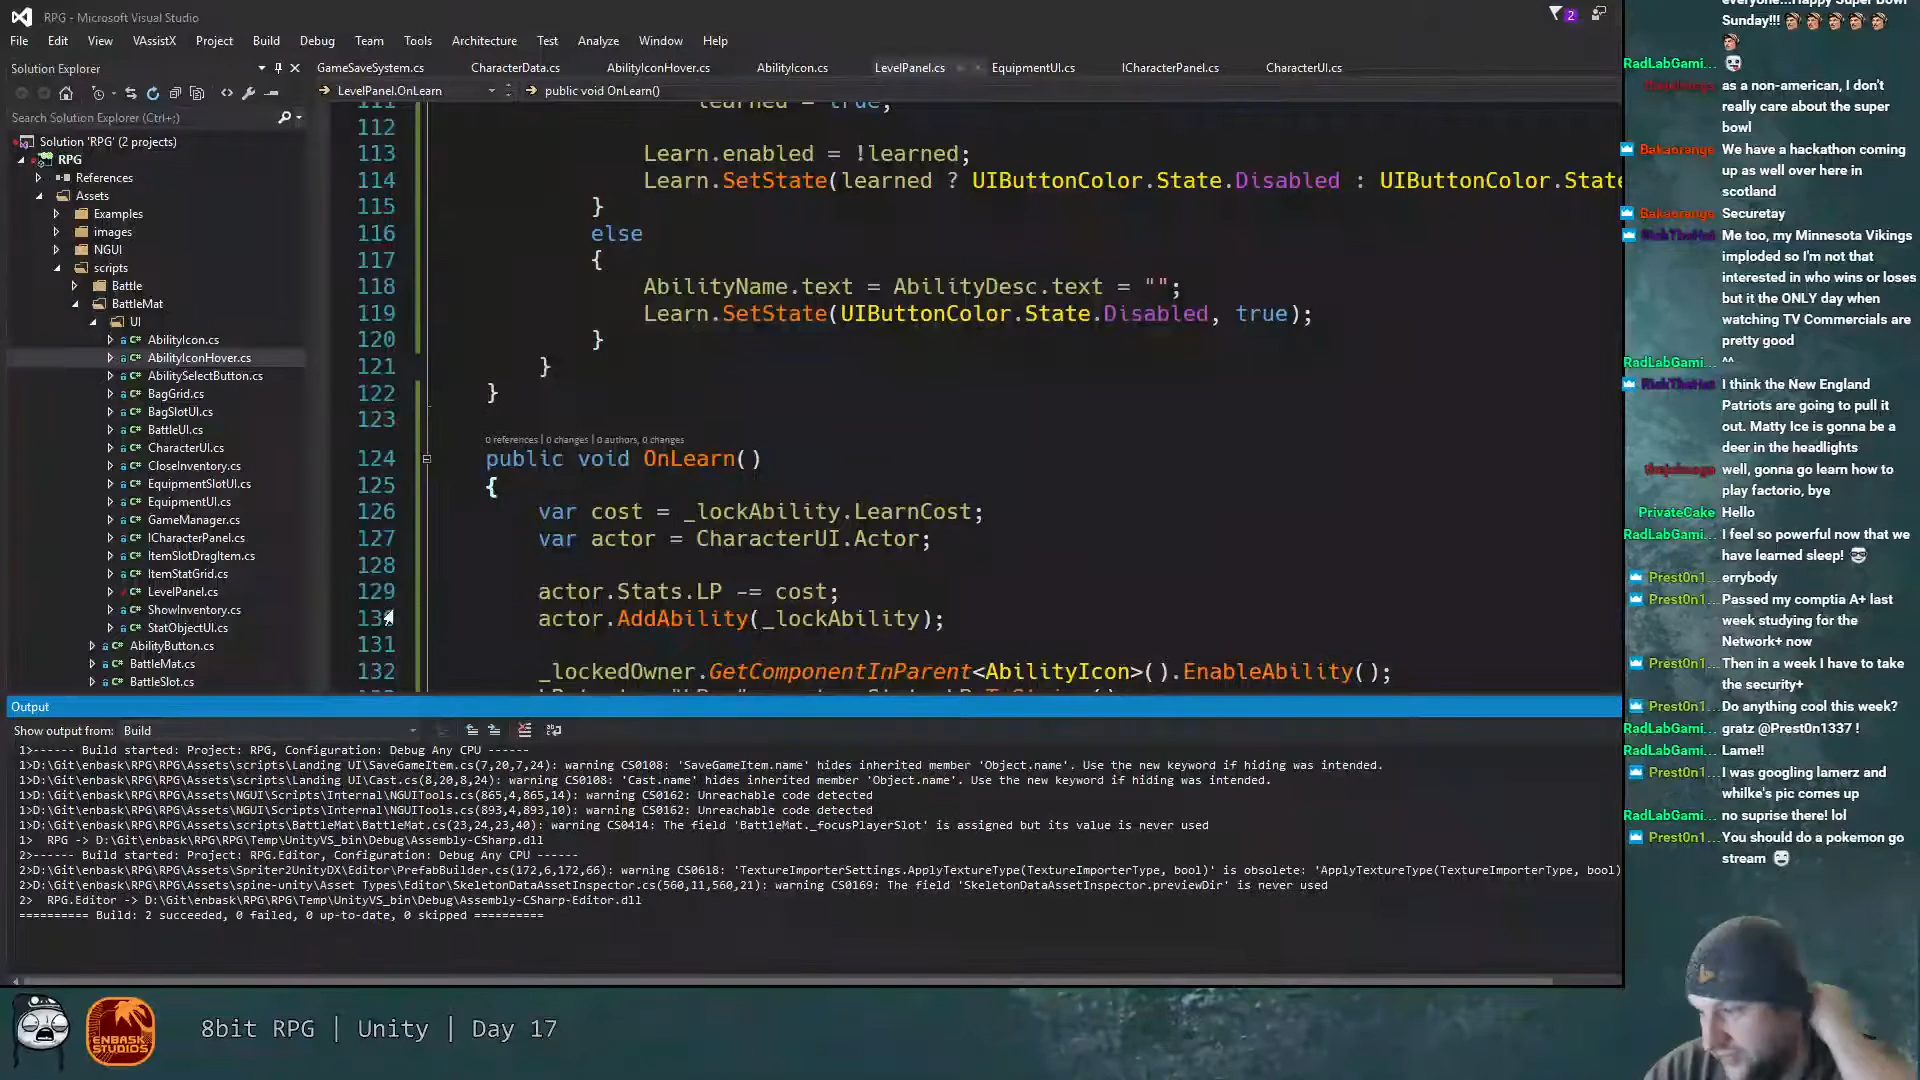 RPG - Microsoft Visual Studio
2
File Edit View VAssistX Project Build Debug Team Tools Architecture Test Analyze Window Help
Solution Explorer
GameSaveSystem.cs CharacterData.cs AbilityIconHover.cs AbilityIcon.cs LevelPanel.cs EquipmentUI.cs ICharacterPanel.cs CharacterUI.cs
LevelPanel.OnLearn public void OnLearn()
Search Solution Explorer (Ctrl+;)
Solution 'RPG' (2 projects)
RPG
References
Assets
Examples
images
NGUI
scripts
Battle
BattleMat
UI
AbilityIcon.cs
AbilityIconHover.cs
AbilitySelectButton.cs
BagGrid.cs
BagSlotUI.cs
BattleUI.cs
CharacterUI.cs
CloseInventory.cs
EquipmentSlotUI.cs
EquipmentUI.cs
GameManager.cs
ICharacterPanel.cs
ItemSlotDragItem.cs
ItemStatGrid.cs
LevelPanel.cs
ShowInventory.cs
StatObjectUI.cs
AbilityButton.cs
BattleMat.cs
BattleSlot.cs
111 learned = true;
112
113 Learn.enabled = !learned;
114 Learn.SetState(learned ? UIButtonColor.State.Disabled : UIButtonColor.State
115 }
116 else
117 {
118 AbilityName.text = AbilityDesc.text = "";
119 Learn.SetState(UIButtonColor.State.Disabled, true);
120 }
121 }
122 }
123
0 references | 0 changes | 0 authors, 0 changes
124 public void OnLearn()
125 {
126 var cost = _lockAbility.LearnCost;
127 var actor = CharacterUI.Actor;
128
129 actor.Stats.LP -= cost;
130 actor.AddAbility(_lockAbility);
131
132 _lockedOwner.GetComponentInParent<AbilityIcon>().EnableAbility();
Output
Show output from: Build
1>------ Build started: Project: RPG, Configuration: Debug Any CPU ------
1>D:\Git\enbask\RPG\RPG\Assets\scripts\Landing UI\SaveGameItem.cs(7,20,7,24): warning CS0108: 'SaveGameItem.name' hides inherited member 'Object.name'. Use the new keyword if hiding was intended.
1>D:\Git\enbask\RPG\RPG\Assets\scripts\Landing UI\Cast.cs(8,20,8,24): warning CS0108: 'Cast.name' hides inherited member 'Object.name'. Use the new keyword if hiding was intended.
1>D:\Git\enbask\RPG\RPG\Assets\NGUI\Scripts\Internal\NGUITools.cs(865,4,865,14): warning CS0162: Unreachable code detected
1>D:\Git\enbask\RPG\RPG\Assets\NGUI\Scripts\Internal\NGUITools.cs(893,4,893,10): warning CS0162: Unreachable code detected
1>D:\Git\enbask\RPG\RPG\Assets\scripts\BattleMat\BattleMat.cs(23,24,23,40): warning CS0414: The field 'BattleMat._focusPlayerSlot' is assigned but its value is never used
1> RPG -> D:\Git\enbask\RPG\RPG\Temp\UnityVS_bin\Debug\Assembly-CSharp.dll
2>------ Build started: Project: RPG.Editor, Configuration: Debug Any CPU ------
2>D:\Git\enbask\RPG\RPG\Assets\Spriter2UnityDX\Editor\PrefabBuilder.cs(172,6,172,66): warning CS0618: 'TextureImporterSettings.ApplyTextureType(TextureImporterType, bool)' is obsolete: 'ApplyTextureType(TextureImporterType, bool)
2>D:\Git\enbask\RPG\RPG\Assets\spine-unity\Asset Types\Editor\SkeletonDataAssetInspector.cs(560,11,560,21): warning CS0169: The field 'SkeletonDataAssetInspector.previewDir' is never used
2> RPG.Editor -> D:\Git\enbask\RPG\RPG\Temp\UnityVS_bin\Debug\Assembly-CSharp-Editor.dll
========== Build: 2 succeeded, 0 failed, 0 up-to-date, 0 skipped ==========
everyone...Happy Super Bowl
Sunday!!!
RadLabGami...
as a non-american, I don't
really care about the super
bowl
Bakaorange We have a hackathon coming
up as well over here in
scotland
Bakaorange Securetay
RickTheHat Me too, my Minnesota Vikings
imploded so I'm not that
interested in who wins or loses
but it the ONLY day when
watching TV Commercials are
pretty good
RadLabGami... ^^
RickTheHat I think the New England
Patriots are going to pull it
out. Matty Ice is gonna be a
deer in the headlights
well, gonna go learn how to
play factorio, bye
PrivateCake Hello
RadLabGami... I feel so powerful now that we
have learned sleep!
Prest0n1... errybody
Prest0n1... Passed my comptia A+ last
week studying for the
Network+ now
Prest0n1... Then in a week I have to take
the security+
Prest0n1... Do anything cool this week?
RadLabGami... gratz @Prest0n1337 !
RadLabGami... Lame!!
Prest0n1... I was googling lamerz and
whilke's pic comes up
RadLabGami... no suprise there! lol
Prest0n1... You should do a pokemon go
stream
ENBASK
STUDIOS
8bit RPG | Unity | Day 17